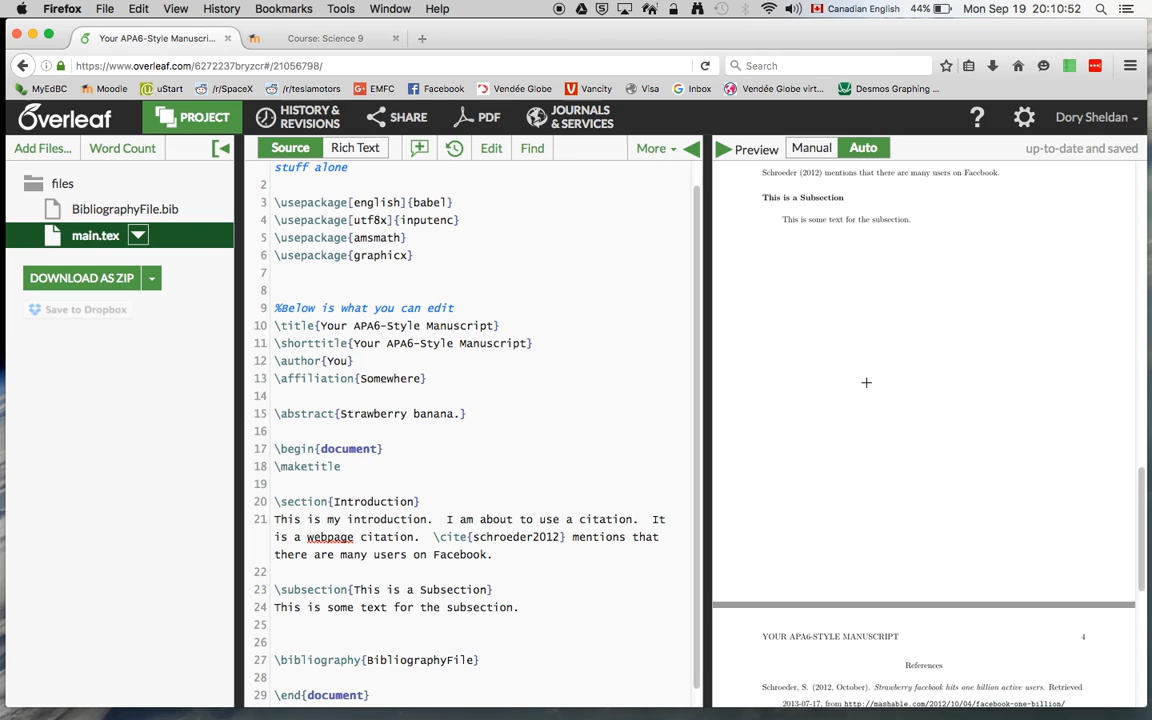 Firefox File Edit View History Bookmarks Tools Window Help Canadian English 44% Mon Sep 19 20:10:52
Your APA6-Style Manuscri... Course: Science 9
https://www.overleaf.com/6272237bryzcr#/21056798/ Search
MyEdBC Moodle uStart /r/SpaceX /r/teslamotors EMFC Facebook Vendée Globe Vancity Visa Inbox Vendée Globe virt... Desmos Graphing ...
Overleaf PROJECT HISTORY & REVISIONS SHARE PDF JOURNALS & SERVICES ? Dory Sheldan
Add Files... Word Count Source Rich Text Edit Find More Preview Manual Auto up-to-date and saved
files
BibliographyFile.bib
main.tex
DOWNLOAD AS ZIP
Save to Dropbox
stuff alone
2
3 \usepackage[english]{babel}
4 \usepackage[utf8x]{inputenc}
5 \usepackage{amsmath}
6 \usepackage{graphicx}
7
8
9 %Below is what you can edit
10 \title{Your APA6-Style Manuscript}
11 \shorttitle{Your APA6-Style Manuscript}
12 \author{You}
13 \affiliation{Somewhere}
14
15 \abstract{Strawberry banana.}
16
17 \begin{document}
18 \maketitle
19
20 \section{Introduction}
21 This is my introduction. I am about to use a citation. It
is a webpage citation. \cite{schroeder2012} mentions that
there are many users on Facebook.
22
23 \subsection{This is a Subsection}
24 This is some text for the subsection.
25
26
27 \bibliography{BibliographyFile}
28
29 \end{document}
Schroeder (2012) mentions that there are many users on Facebook.
This is a Subsection
This is some text for the subsection.
YOUR APA6-STYLE MANUSCRIPT 4
References
Schroeder, S. (2012, October). Strawberry facebook hits one billion active users. Retrieved
2013-07-17, from http://mashable.com/2012/10/04/facebook-one-billion/